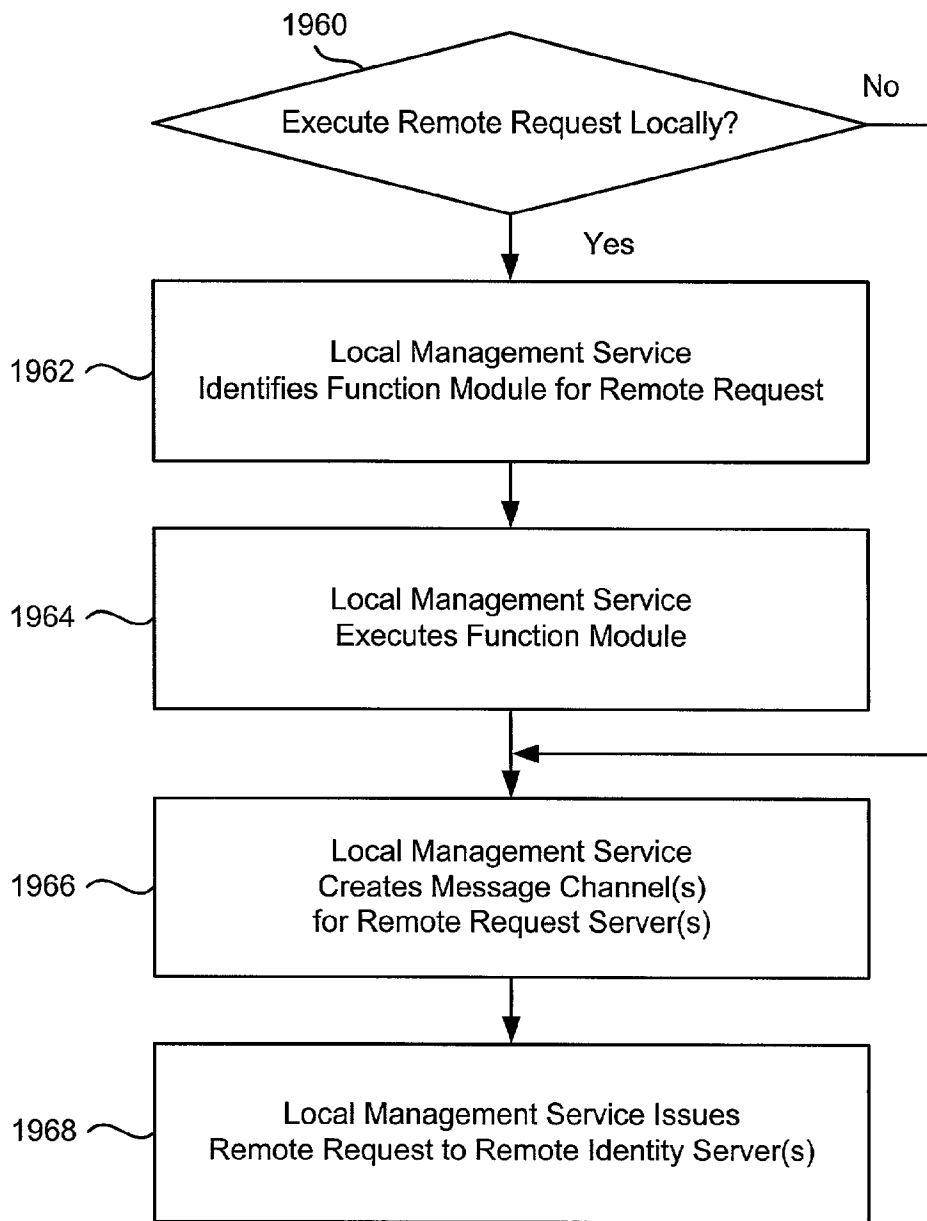 1960
No
Execute Remote Request Locally?
Yes
Local Management Service
1962
Identifies Function Module for Remote Request
Local Management Service
1964
Executes Function Module
Local Management Service
1966
Creates Message Channel(s)
for Remote Request Server(s)
Local Management Service Issues
1968
Remote Request to Remote Identity Server(s)